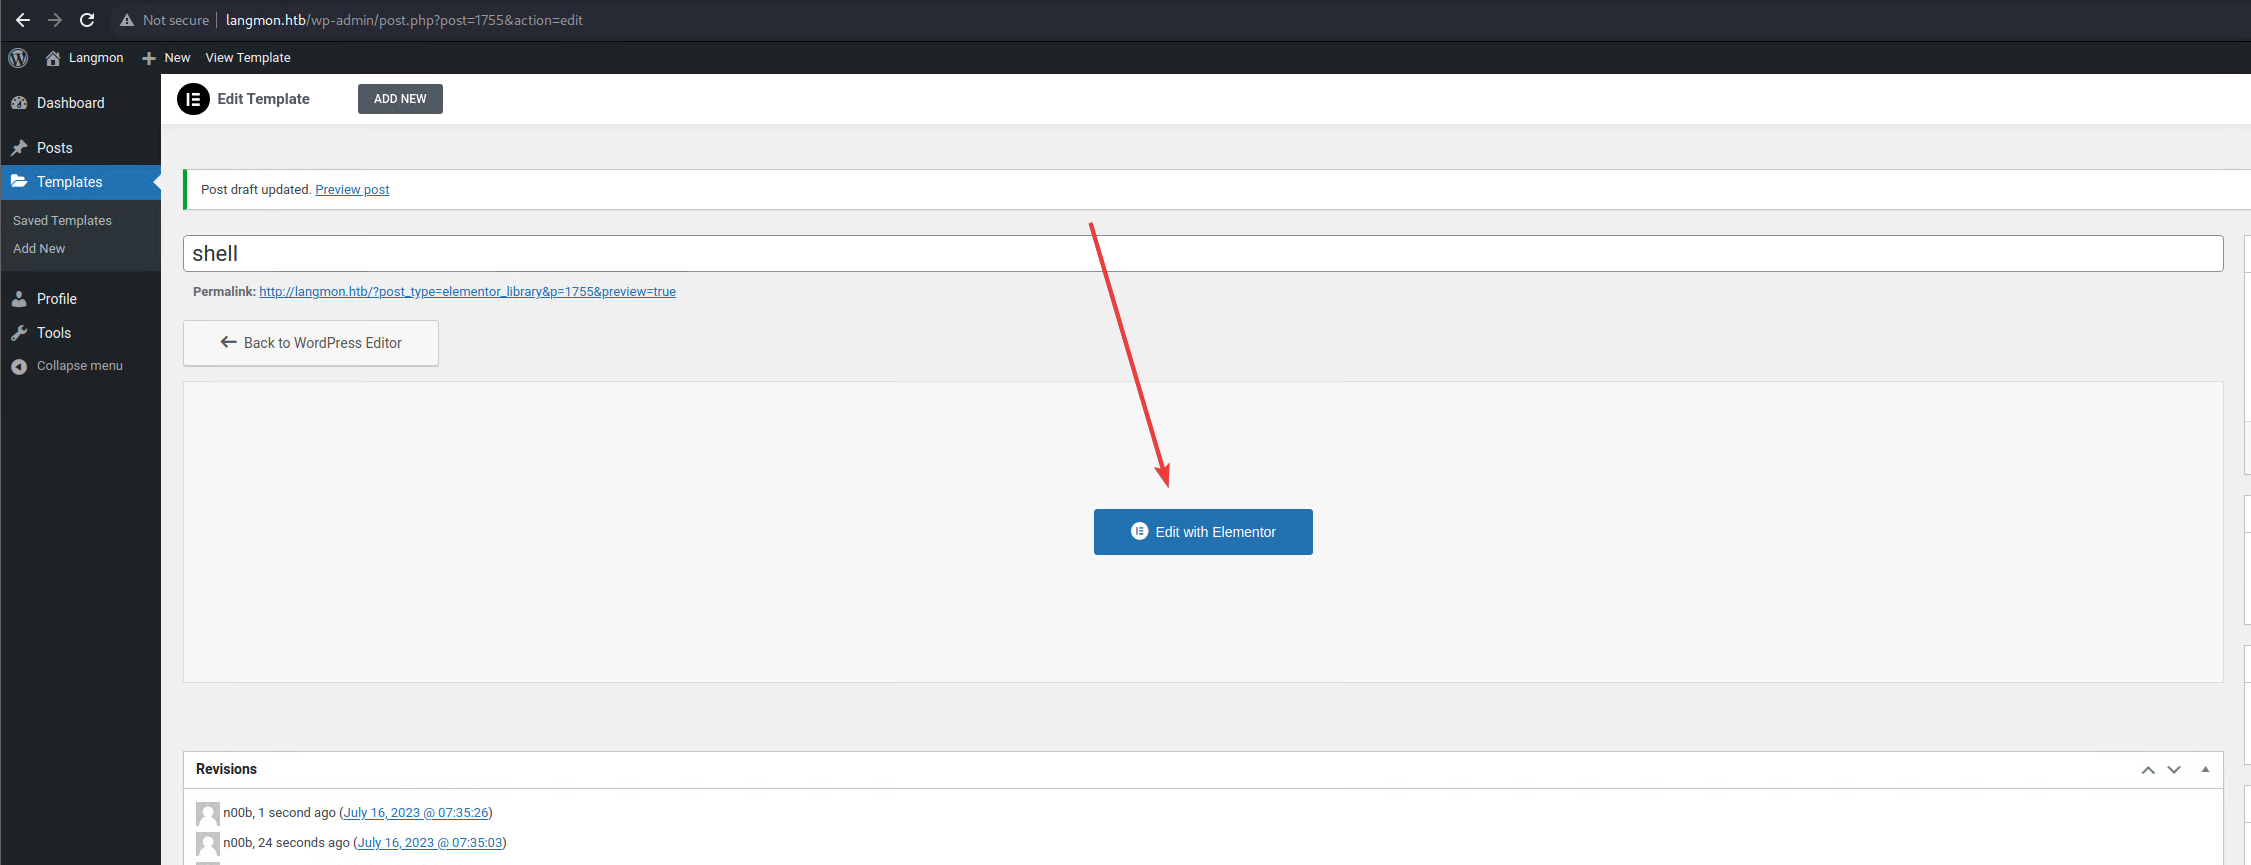 Not secure langmon.htb/wp-admin/post.php?post=1755&action=edit
Langmon New View Template
Dashboard
Posts
Templates
Saved Templates
Add New
Profile
Tools
Collapse menu
Edit Template ADD NEW
Post draft updated. Preview post
shell
Permalink: http://langmon.htb/?post_type=elementor_library&p=1755&preview=true
Back to WordPress Editor
Edit with Elementor
Revisions
n00b, 1 second ago (July 16, 2023 @ 07:35:26)
n00b, 24 seconds ago (July 16, 2023 @ 07:35:03)